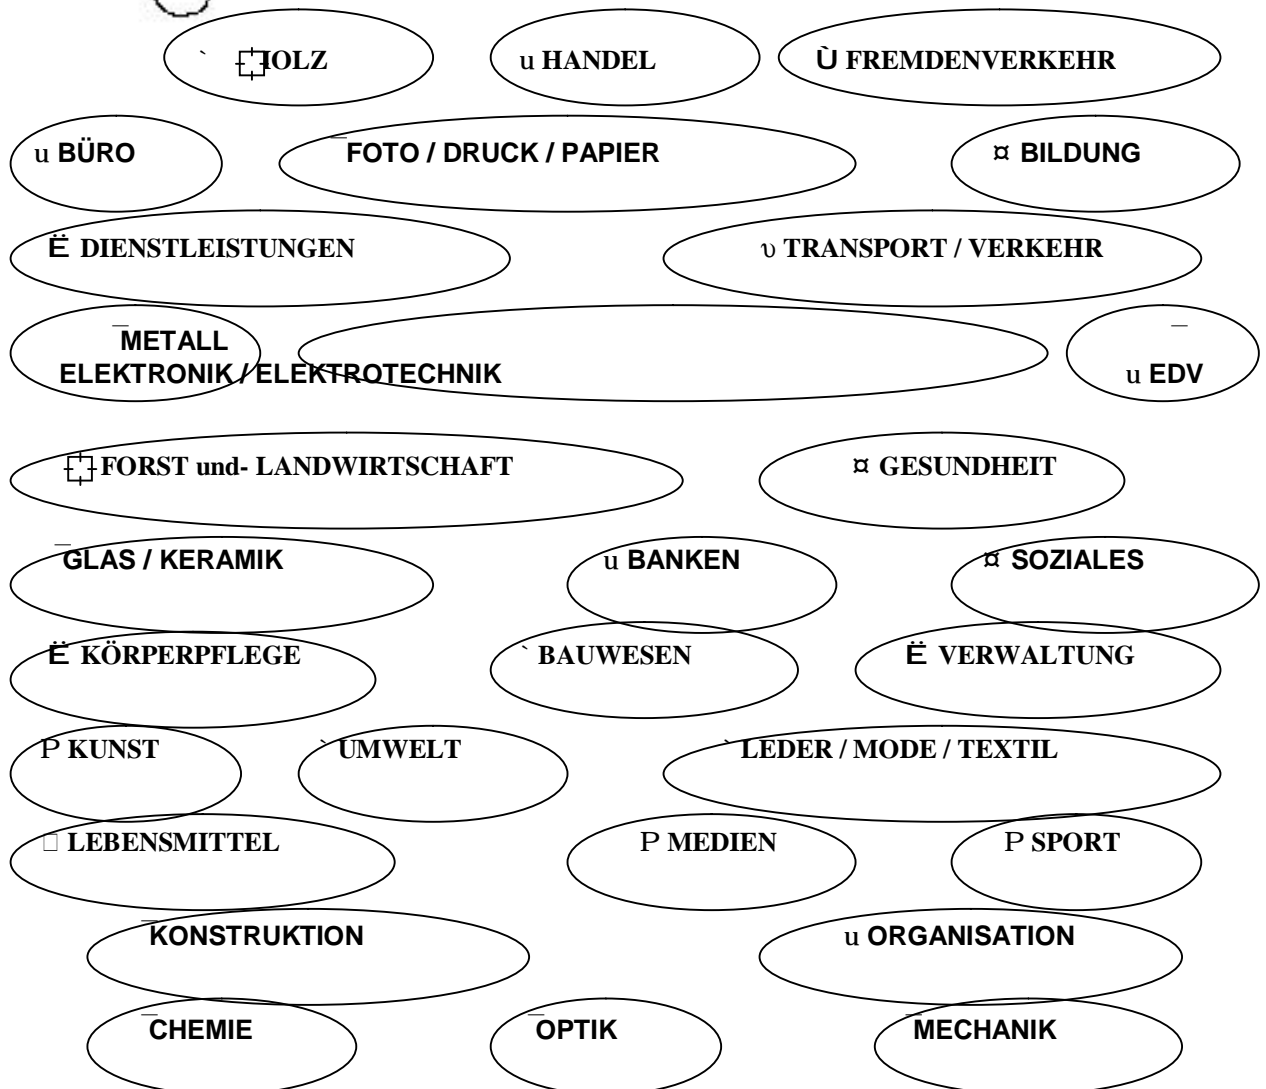 ` HOLZ u HANDEL Ù FREMDENVERKEHR
u BÜRO ¯FOTO / DRUCK / PAPIER ¤ BILDUNG
Ë DIENSTLEISTUNGEN υ TRANSPORT / VERKEHR
¯METALL ¯
ELEKTRONIK / ELEKTROTECHNIK u EDV
FORST und- LANDWIRTSCHAFT ¤ GESUNDHEIT
¯GLAS / KERAMIK u BANKEN ¤ SOZIALES
Ë KÖRPERPFLEGE ` BAUWESEN Ë VERWALTUNG
P KUNST ` UMWELT ` LEDER / MODE / TEXTIL
□ LEBENSMITTEL P MEDIEN P SPORT
¯KONSTRUKTION u ORGANISATION
¯CHEMIE ¯OPTIK ¯MECHANIK